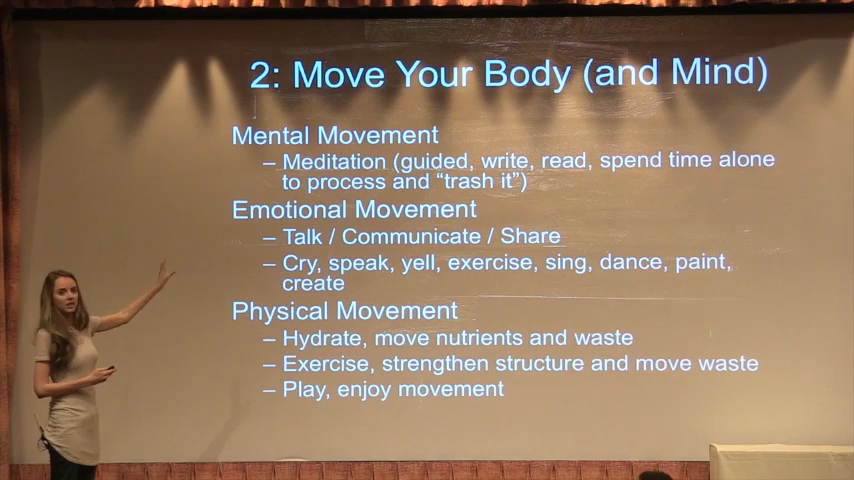 2: Move Your Body (and Mind)
Mental Movement
– Meditation (guided, write, read, spend time alone
to process and “trash it”)
Emotional Movement
– Talk / Communicate / Share
– Cry, speak, yell, exercise, sing, dance, paint,
create
Physical Movement
– Hydrate, move nutrients and waste
– Exercise, strengthen structure and move waste
– Play, enjoy movement